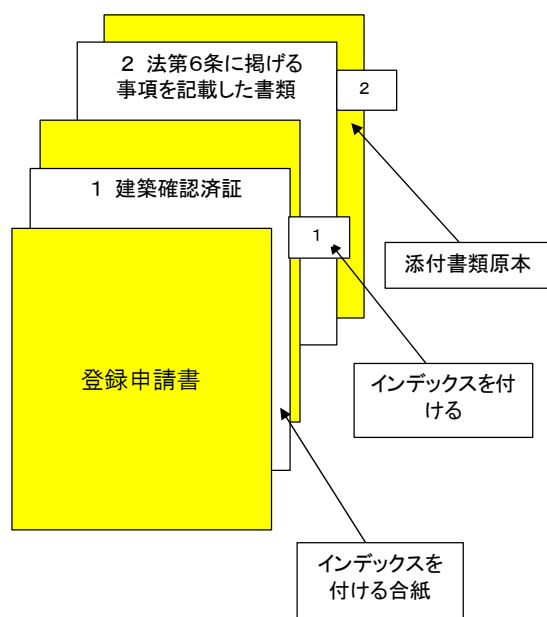 ２ 法第６条に掲げる
事項を記載した書類
２
１ 建築確認済証
１
添付書類原本
登録申請書
インデックスを付
ける
インデックスを
付ける合紙